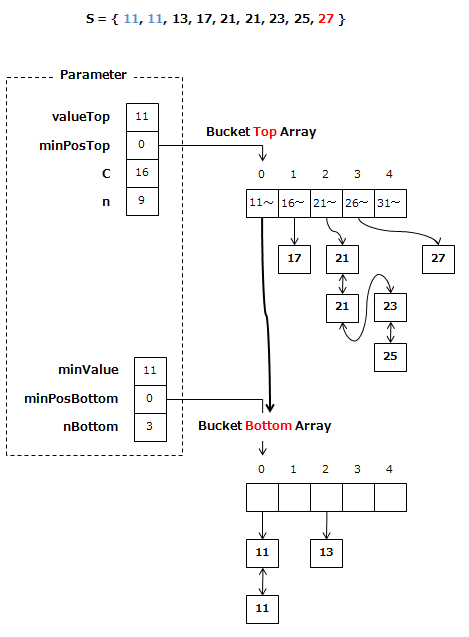 S = { 11, 11, 13, 17, 21, 21, 23, 25, 27 }
Parameter
valueTop 11
minPosTop 0
C 16
n 9
Bucket Top Array
0 1 2 3 4
11~ 16~ 21~ 26~ 31~
17 21 27
21 23
25
minValue 11
minPosBottom 0
nBottom 3
Bucket Bottom Array
0 1 2 3 4
11 13
11